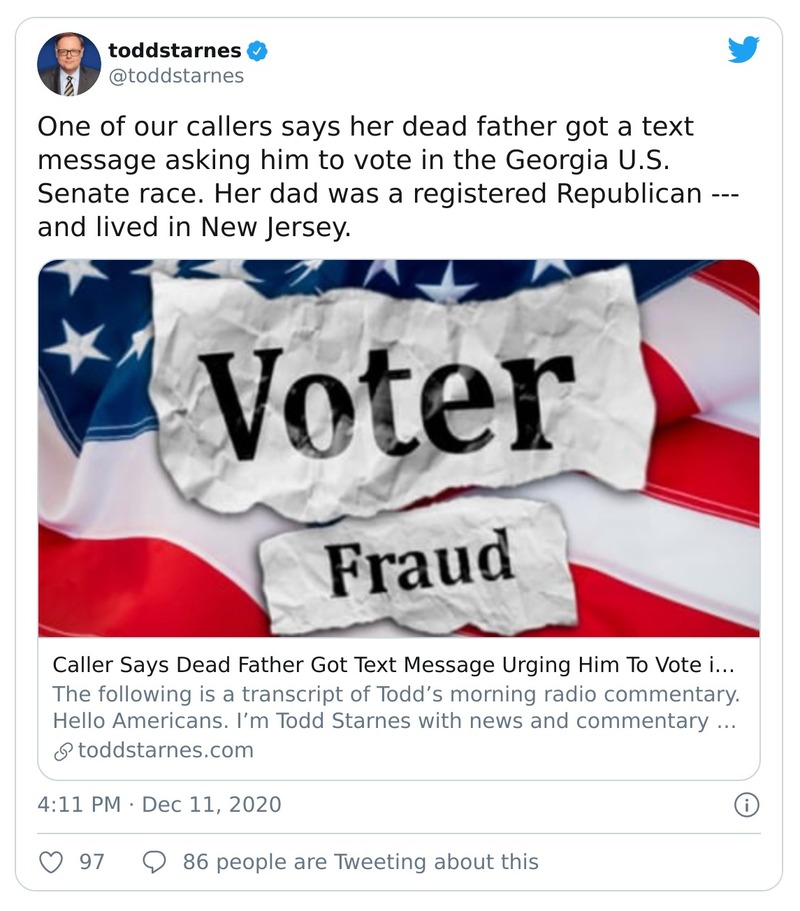 toddstarnes
@toddstarnes
One of our callers says her dead father got a text
message asking him to vote in the Georgia U.S.
Senate race. Her dad was a registered Republican ---
and lived in New Jersey.
Voter
Fraud
Caller Says Dead Father Got Text Message Urging Him To Vote i…
The following is a transcript of Todd’s morning radio commentary.
Hello Americans. I’m Todd Starnes with news and commentary …
toddstarnes.com
4:11 PM · Dec 11, 2020
97
86 people are Tweeting about this